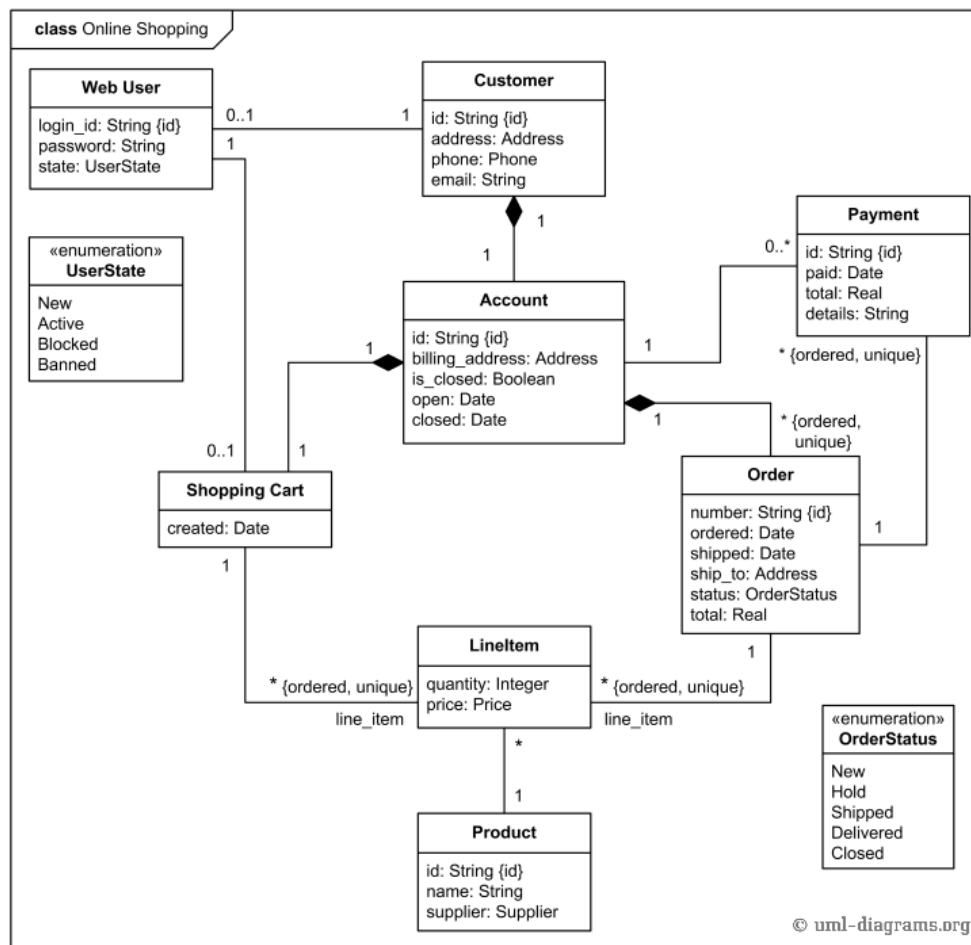 class Online Shopping
Web User
login_id: String {id}
password: String
state: UserState
0..1
1
1
Customer
id: String {id}
address: Address
phone: Phone
email: String
1
1
«enumeration»
UserState
New
Active
Blocked
Banned
Payment
id: String {id}
paid: Date
total: Real
details: String
0..*
1
* {ordered, unique}
Account
id: String {id}
billing_address: Address
is_closed: Boolean
open: Date
closed: Date
1
1
* {ordered,
unique}
0..1
1
Shopping Cart
created: Date
1
Order
number: String {id}
ordered: Date
shipped: Date
ship_to: Address
status: OrderStatus
total: Real
1
1
LineItem
quantity: Integer
price: Price
* {ordered, unique}
line_item
* {ordered, unique}
line_item
*
1
Product
id: String {id}
name: String
supplier: Supplier
«enumeration»
OrderStatus
New
Hold
Shipped
Delivered
Closed
© uml-diagrams.org